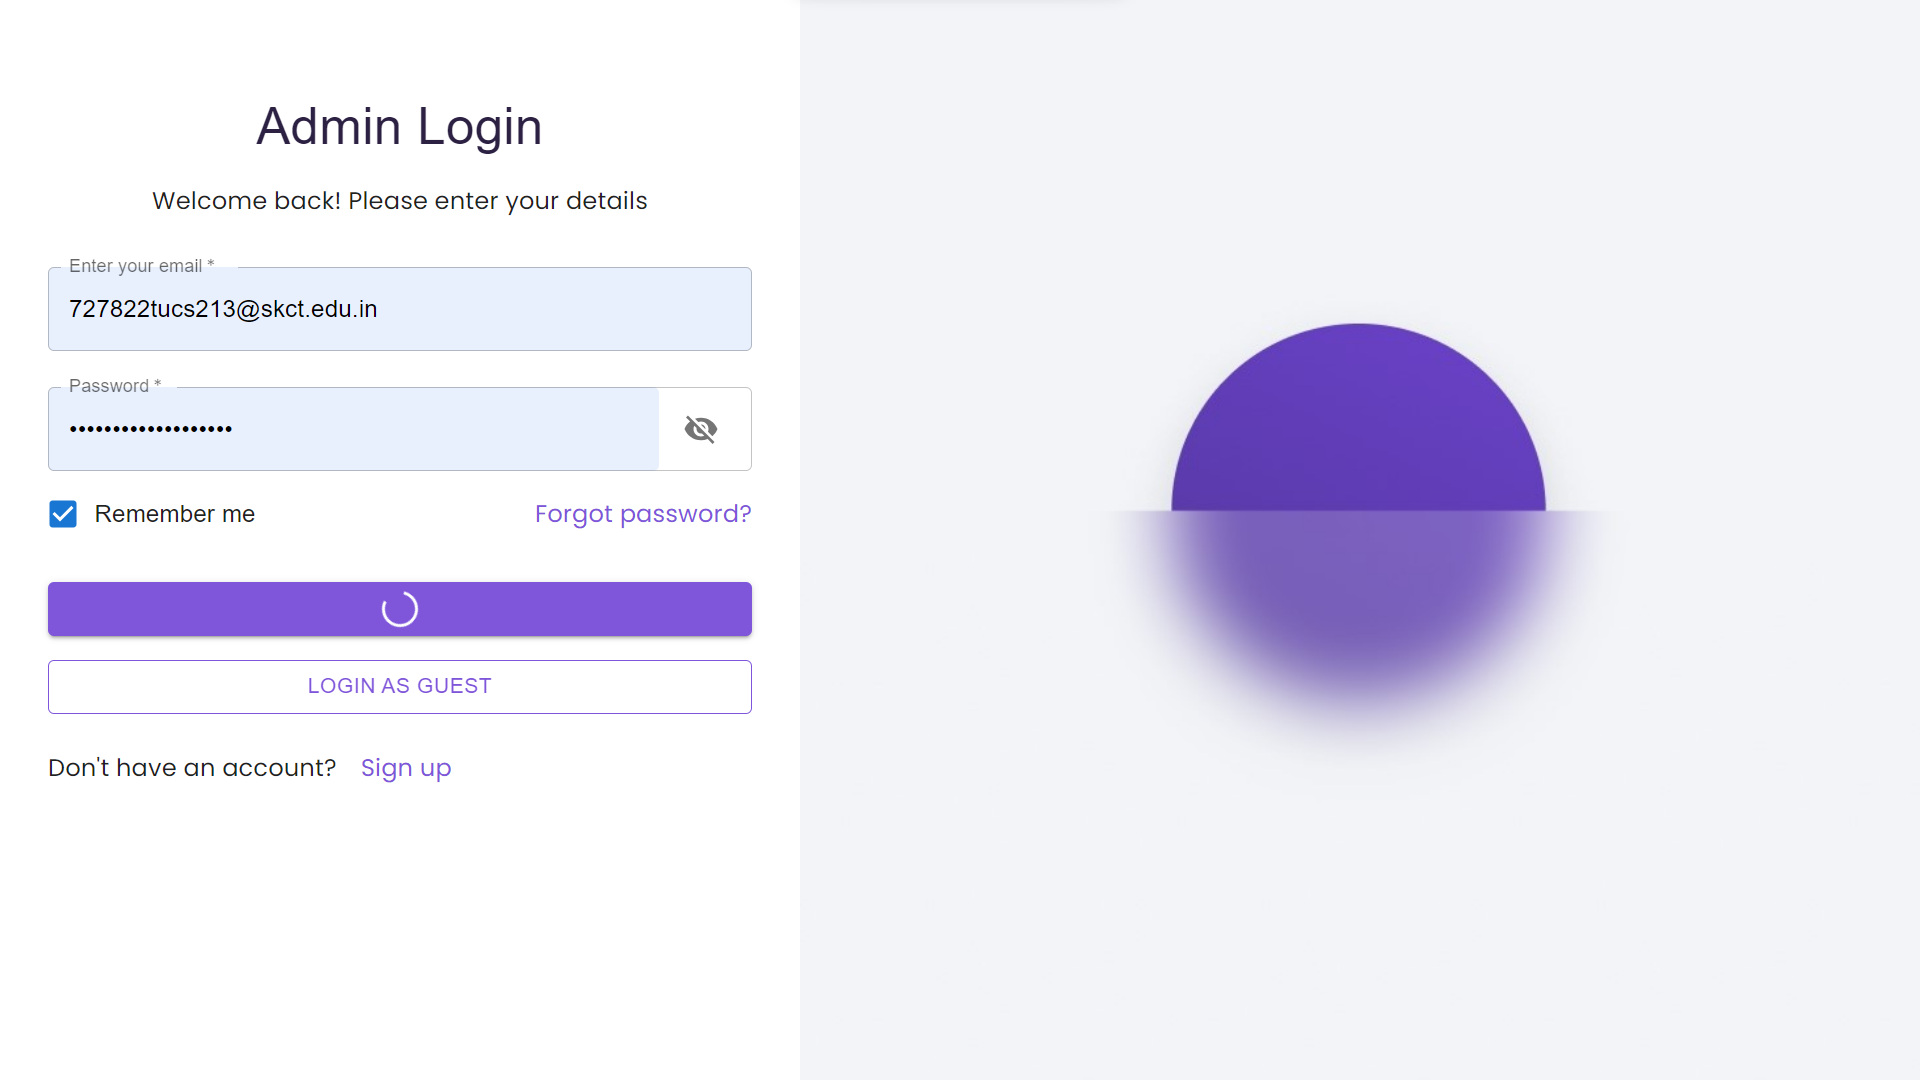 Admin Login
Welcome back! Please enter your details
Enter your email *
727822tucs213@skct.edu.in
Password *
•••••••••••••••••••
Remember me
Forgot password?
LOGIN AS GUEST
Don't have an account? Sign up